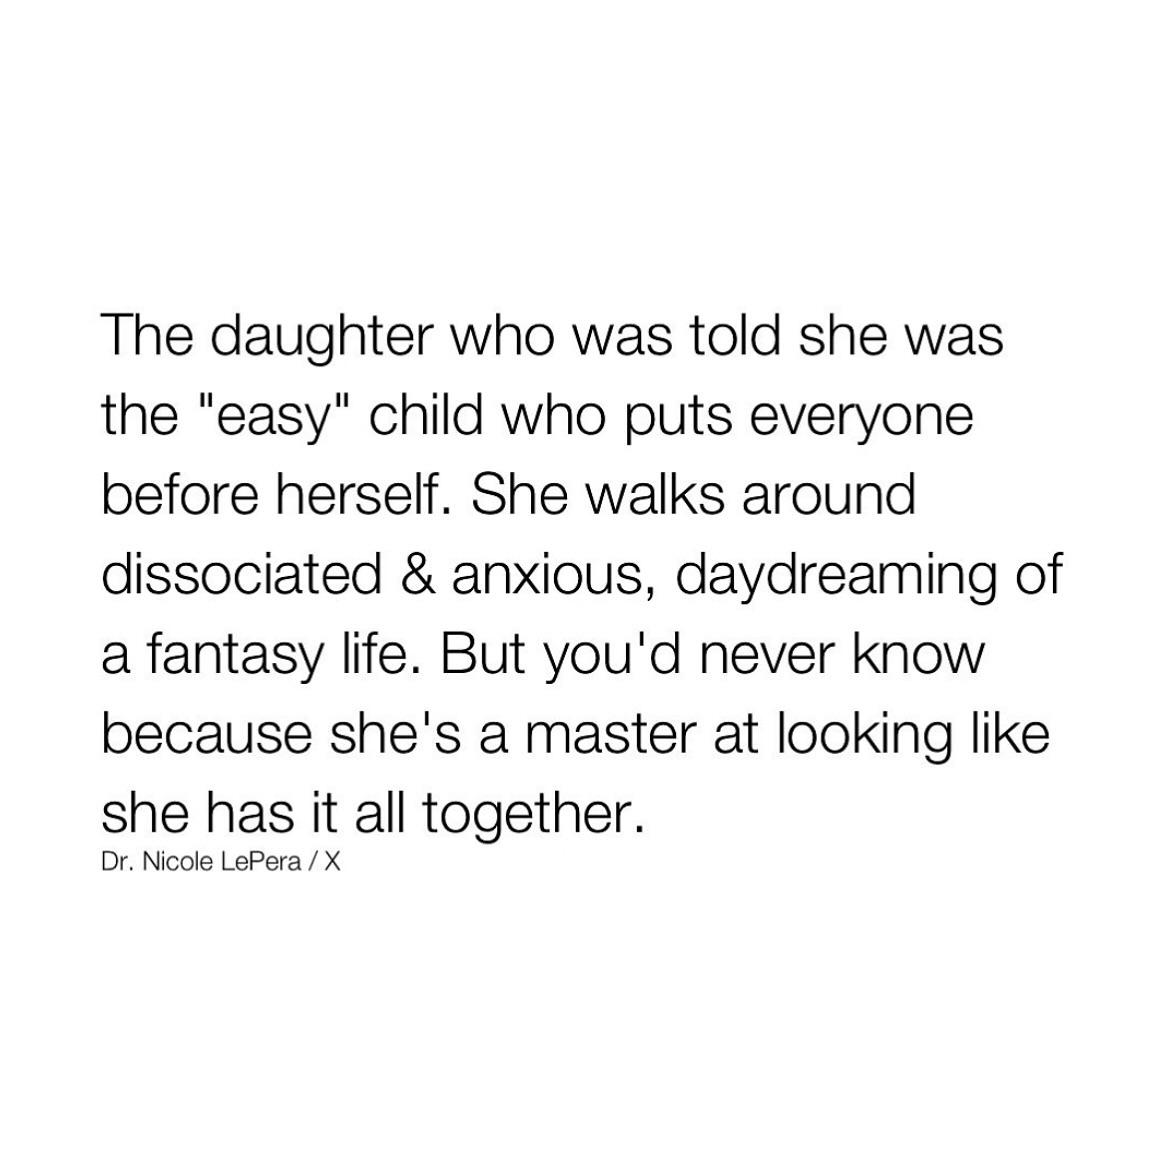 The daughter who was told she was
the "easy" child who puts everyone
before herself. She walks around
dissociated & anxious, daydreaming of
a fantasy life. But you'd never know
because she's a master at looking like
she has it all together.
Dr. Nicole LePera / X